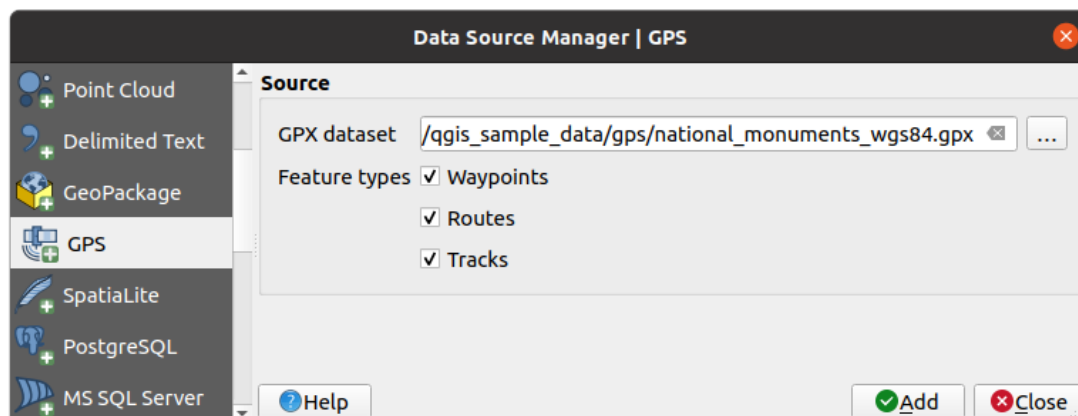 Data Source Manager | GPS
Point Cloud
Delimited Text
GeoPackage
GPS
SpatiaLite
PostgreSQL
MS SQL Server
Source
GPX dataset /qgis_sample_data/gps/national_monuments_wgs84.gpx ...
Feature types Waypoints
Routes
Tracks
Help Add Close